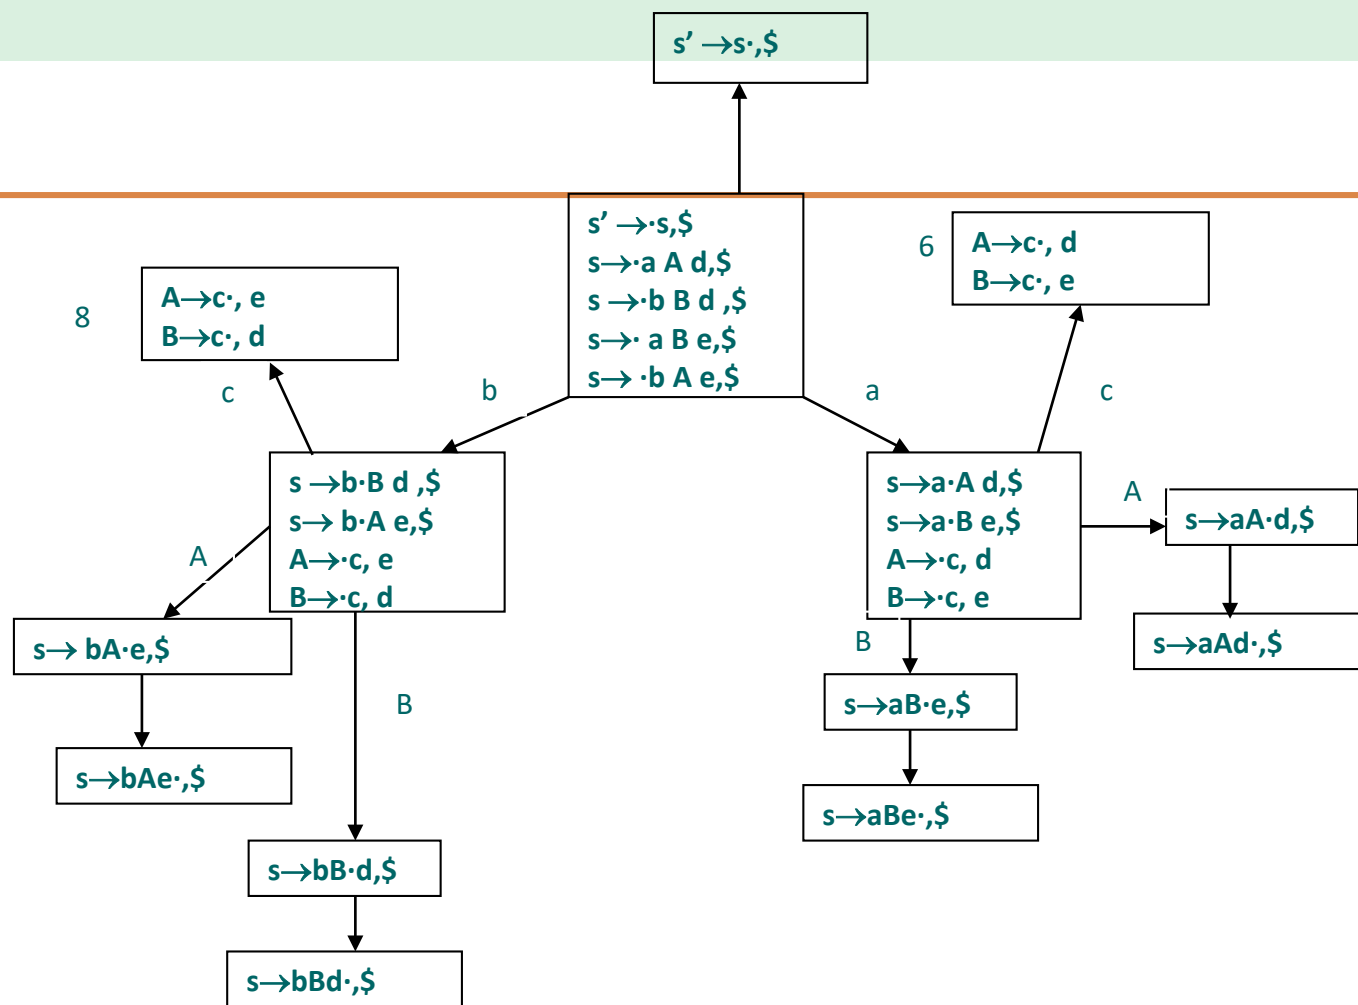 s’ →s·,$
s’ →·s,$
s→·a A d,$
s →·b B d ,$
s→· a B e,$
s→ ·b A e,$
6
A→c·, d
B→c·, e
8
A→c·, e
B→c·, d
c
b
a
c
s →b·B d ,$
s→ b·A e,$
A→·c, e
B→·c, d
s→a·A d,$
s→a·B e,$
A→·c, d
B→·c, e
A
s→aA·d,$
A
s→ bA·e,$
B
s→aAd·,$
B
s→aB·e,$
s→bAe·,$
s→aBe·,$
s→bB·d,$
s→bBd·,$